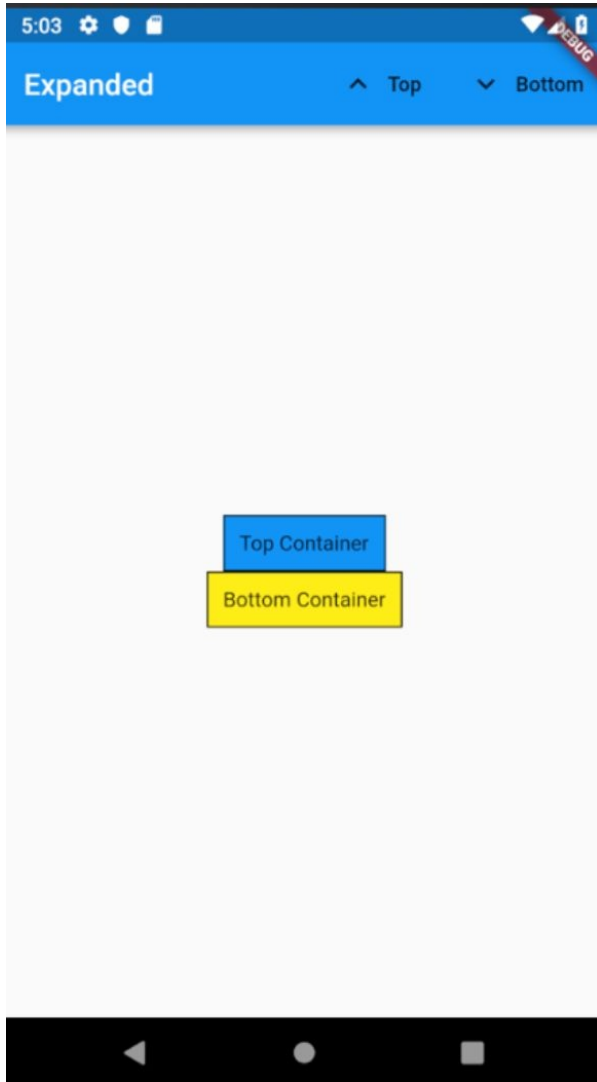 5:03
DEBUG
Expanded Top Bottom
Top Container
Bottom Container